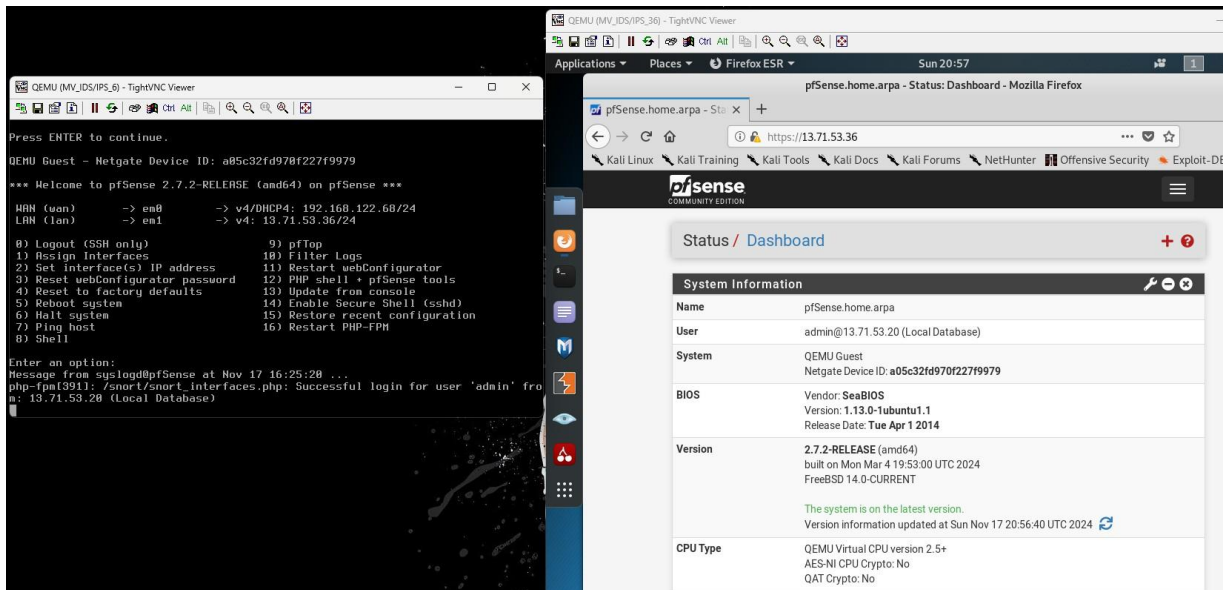 QEMU (MV_IDS/IPS_6) - TightVNC Viewer
Ctrl Alt
Press ENTER to continue.
QEMU Guest - Netgate Device ID: a05c32fd970f227f9979
*** Welcome to pfSense 2.7.2-RELEASE (amd64) on pfSense ***
WAN (wan) -> em0 -> v4/DHCP4: 192.168.122.68/24
LAN (lan) -> em1 -> v4: 13.71.53.36/24
0) Logout (SSH only) 9) pfTop
1) Assign Interfaces 10) Filter Logs
2) Set interface(s) IP address 11) Restart webConfigurator
3) Reset webConfigurator password 12) PHP shell + pfSense tools
4) Reset to factory defaults 13) Update from console
5) Reboot system 14) Enable Secure Shell (sshd)
6) Halt system 15) Restore recent configuration
7) Ping host 16) Restart PHP-FPM
8) Shell
Enter an option:
Message from syslogd@pfSense at Nov 17 16:25:20 ...
php-fpm[391]: /snort/snort_interfaces.php: Successful login for user 'admin' fro
m: 13.71.53.20 (Local Database)
QEMU (MV_IDS/IPS_36) - TightVNC Viewer
Ctrl Alt
Applications Places Firefox ESR Sun 20:57 1
pfSense.home.arpa - Status: Dashboard - Mozilla Firefox
pfSense.home.arpa - Sta
https://13.71.53.36
Kali Linux Kali Training Kali Tools Kali Docs Kali Forums NetHunter Offensive Security Exploit-DB
pfsense
COMMUNITY EDITION
Status / Dashboard
System Information
Name pfSense.home.arpa
User admin@13.71.53.20 (Local Database)
System QEMU Guest
Netgate Device ID: a05c32fd970f227f9979
BIOS Vendor: SeaBIOS
Version: 1.13.0-1ubuntu1.1
Release Date: Tue Apr 1 2014
Version 2.7.2-RELEASE (amd64)
built on Mon Mar 4 19:53:00 UTC 2024
FreeBSD 14.0-CURRENT
The system is on the latest version.
Version information updated at Sun Nov 17 20:56:40 UTC 2024
CPU Type QEMU Virtual CPU version 2.5+
AES-NI CPU Crypto: No
QAT Crypto: No